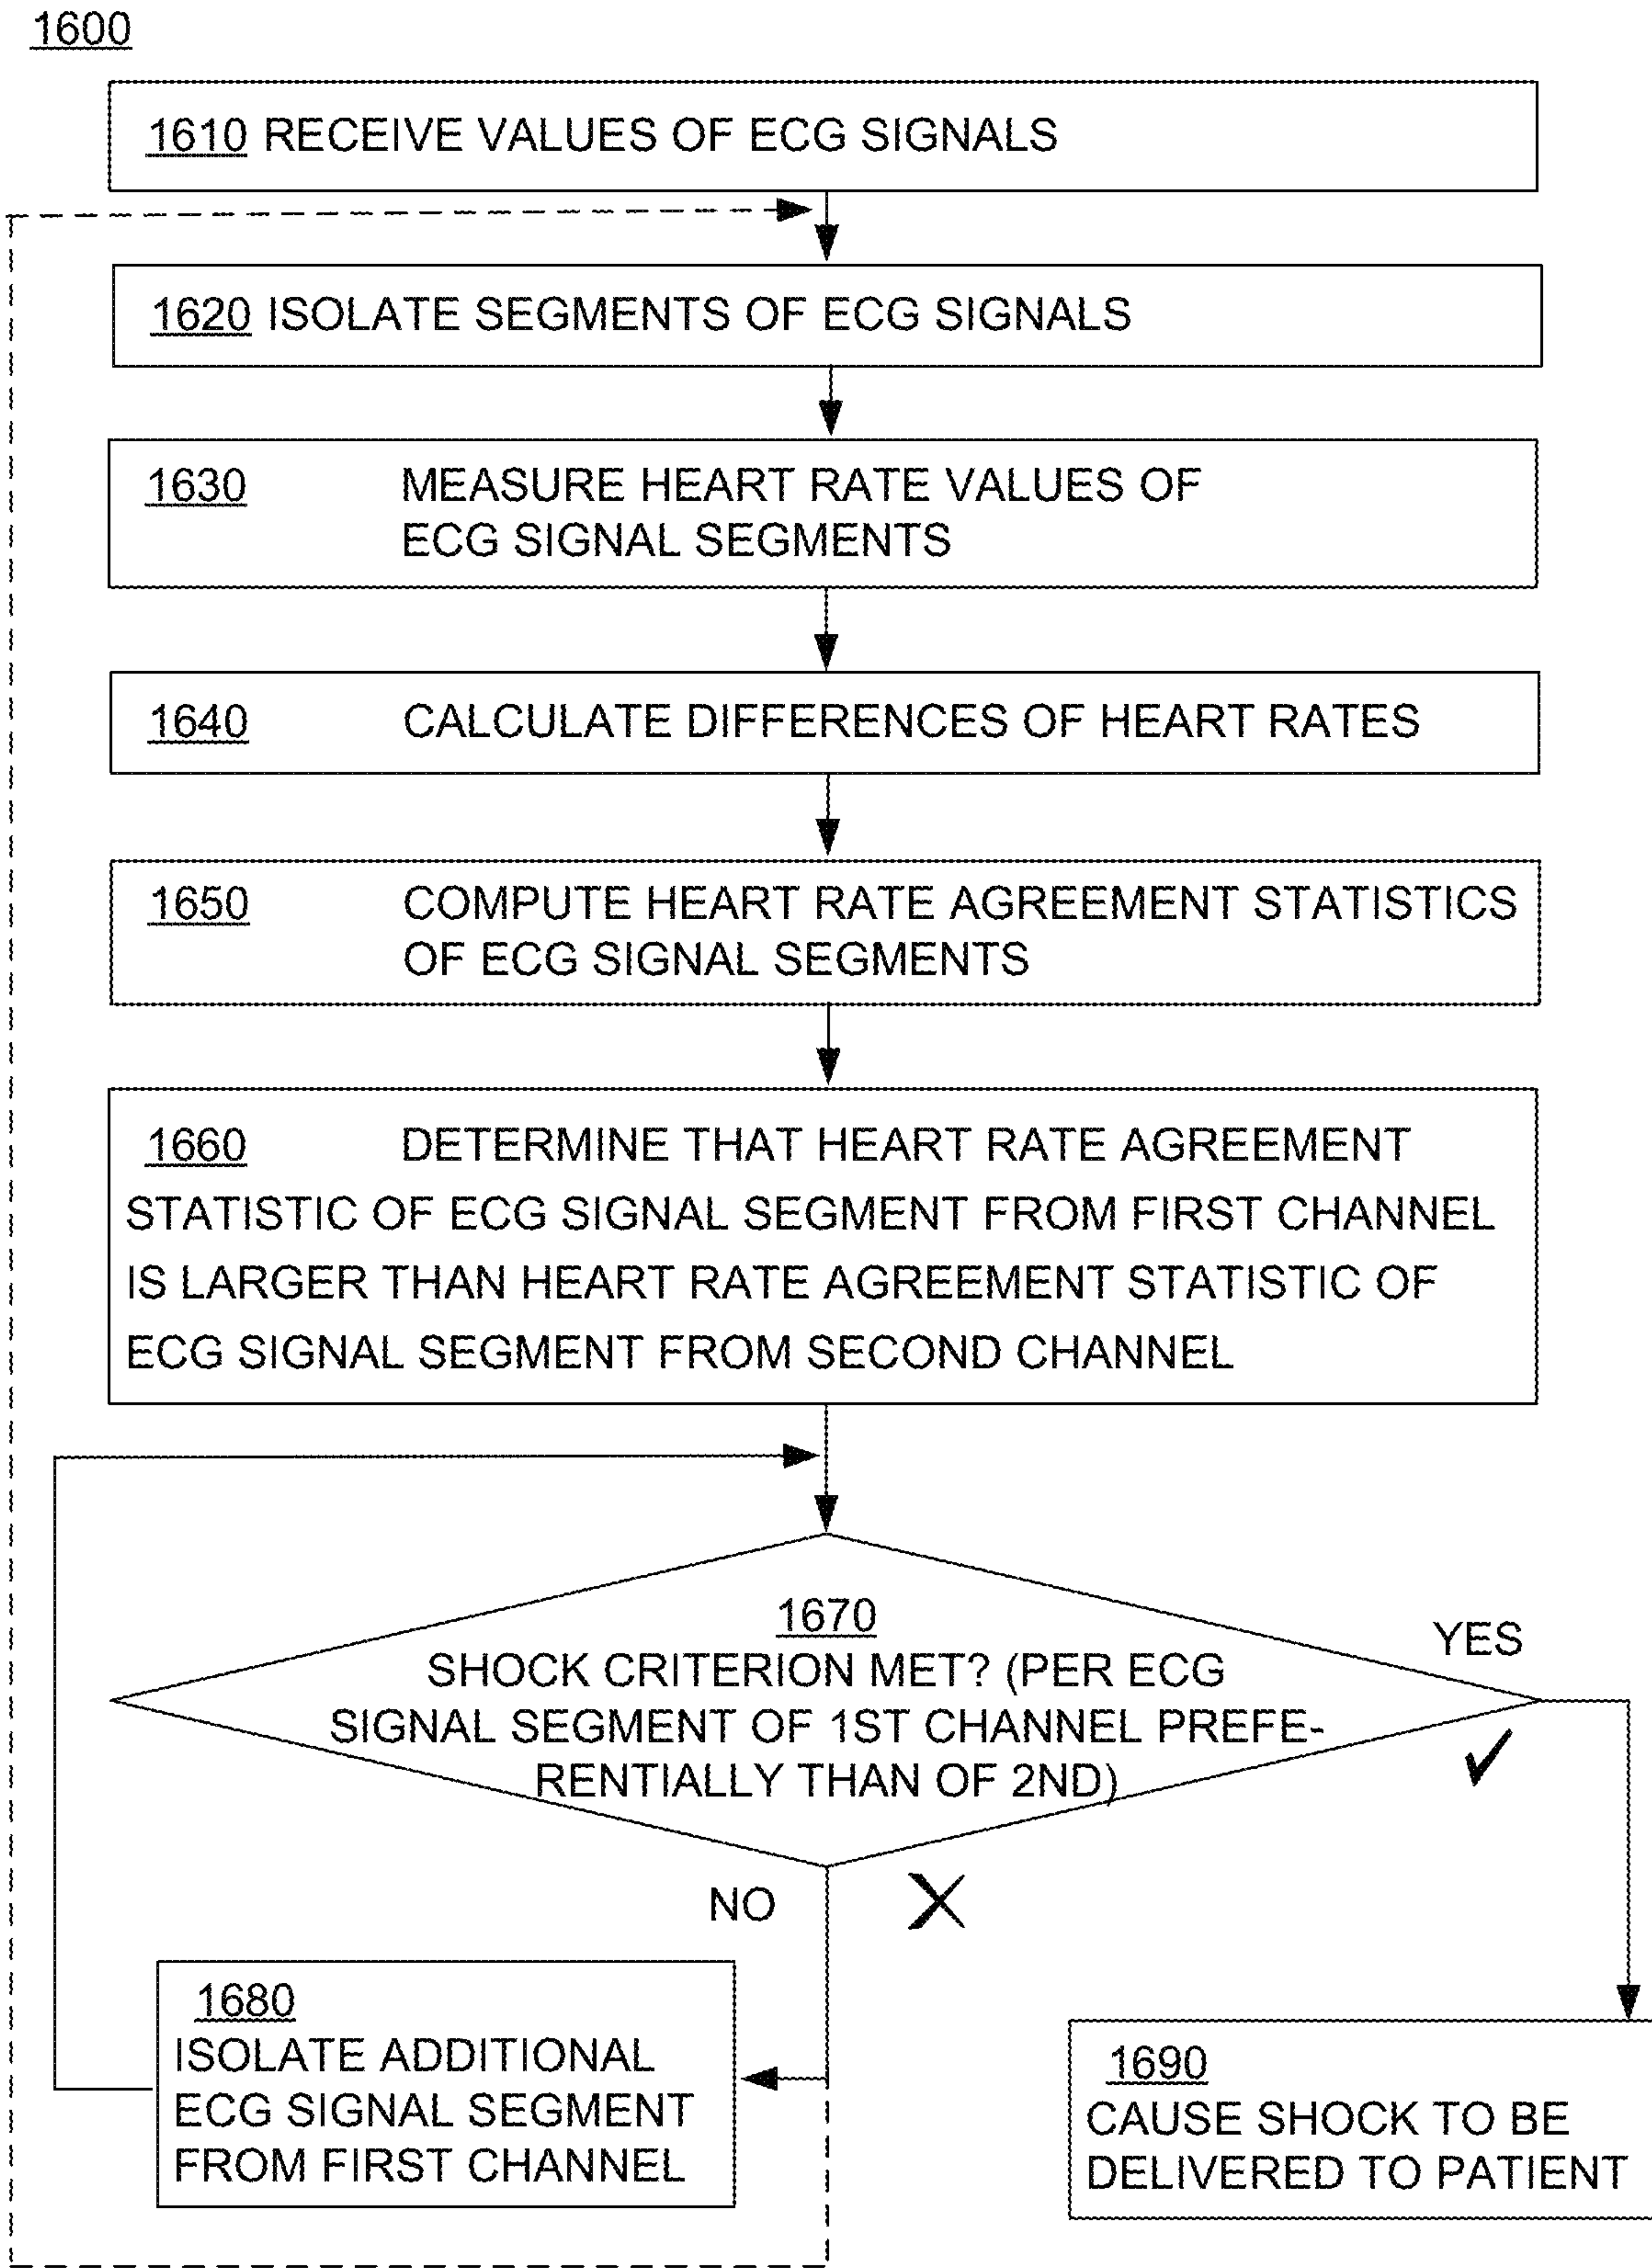 1600
1610 RECEIVE VALUES OF ECG SIGNALS
1620 ISOLATE SEGMENTS OF ECG SIGNALS
1630 MEASURE HEART RATE VALUES OF
ECG SIGNAL SEGMENTS
1640 CALCULATE DIFFERENCES OF HEART RATES
1650 COMPUTE HEART RATE AGREEMENT STATISTICS
OF ECG SIGNAL SEGMENTS
1660 DETERMINE THAT HEART RATE AGREEMENT
STATISTIC OF ECG SIGNAL SEGMENT FROM FIRST CHANNEL
IS LARGER THAN HEART RATE AGREEMENT STATISTIC OF
ECG SIGNAL SEGMENT FROM SECOND CHANNEL
1670
SHOCK CRITERION MET? (PER ECG
SIGNAL SEGMENT OF 1ST CHANNEL PREFE-
RENTIALLY THAN OF 2ND)
YES
NO
1680
ISOLATE ADDITIONAL
ECG SIGNAL SEGMENT
FROM FIRST CHANNEL
1690
CAUSE SHOCK TO BE
DELIVERED TO PATIENT